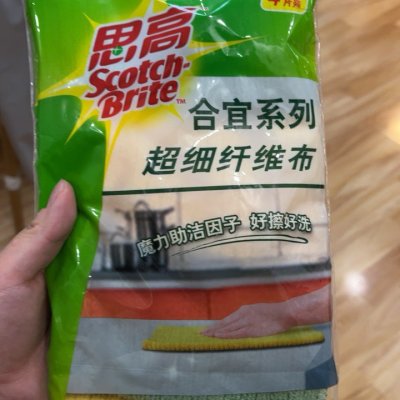 思高
Scotch-
Brite™
合宜系列
超细纤维布
魔力助洁因子 好擦好洗